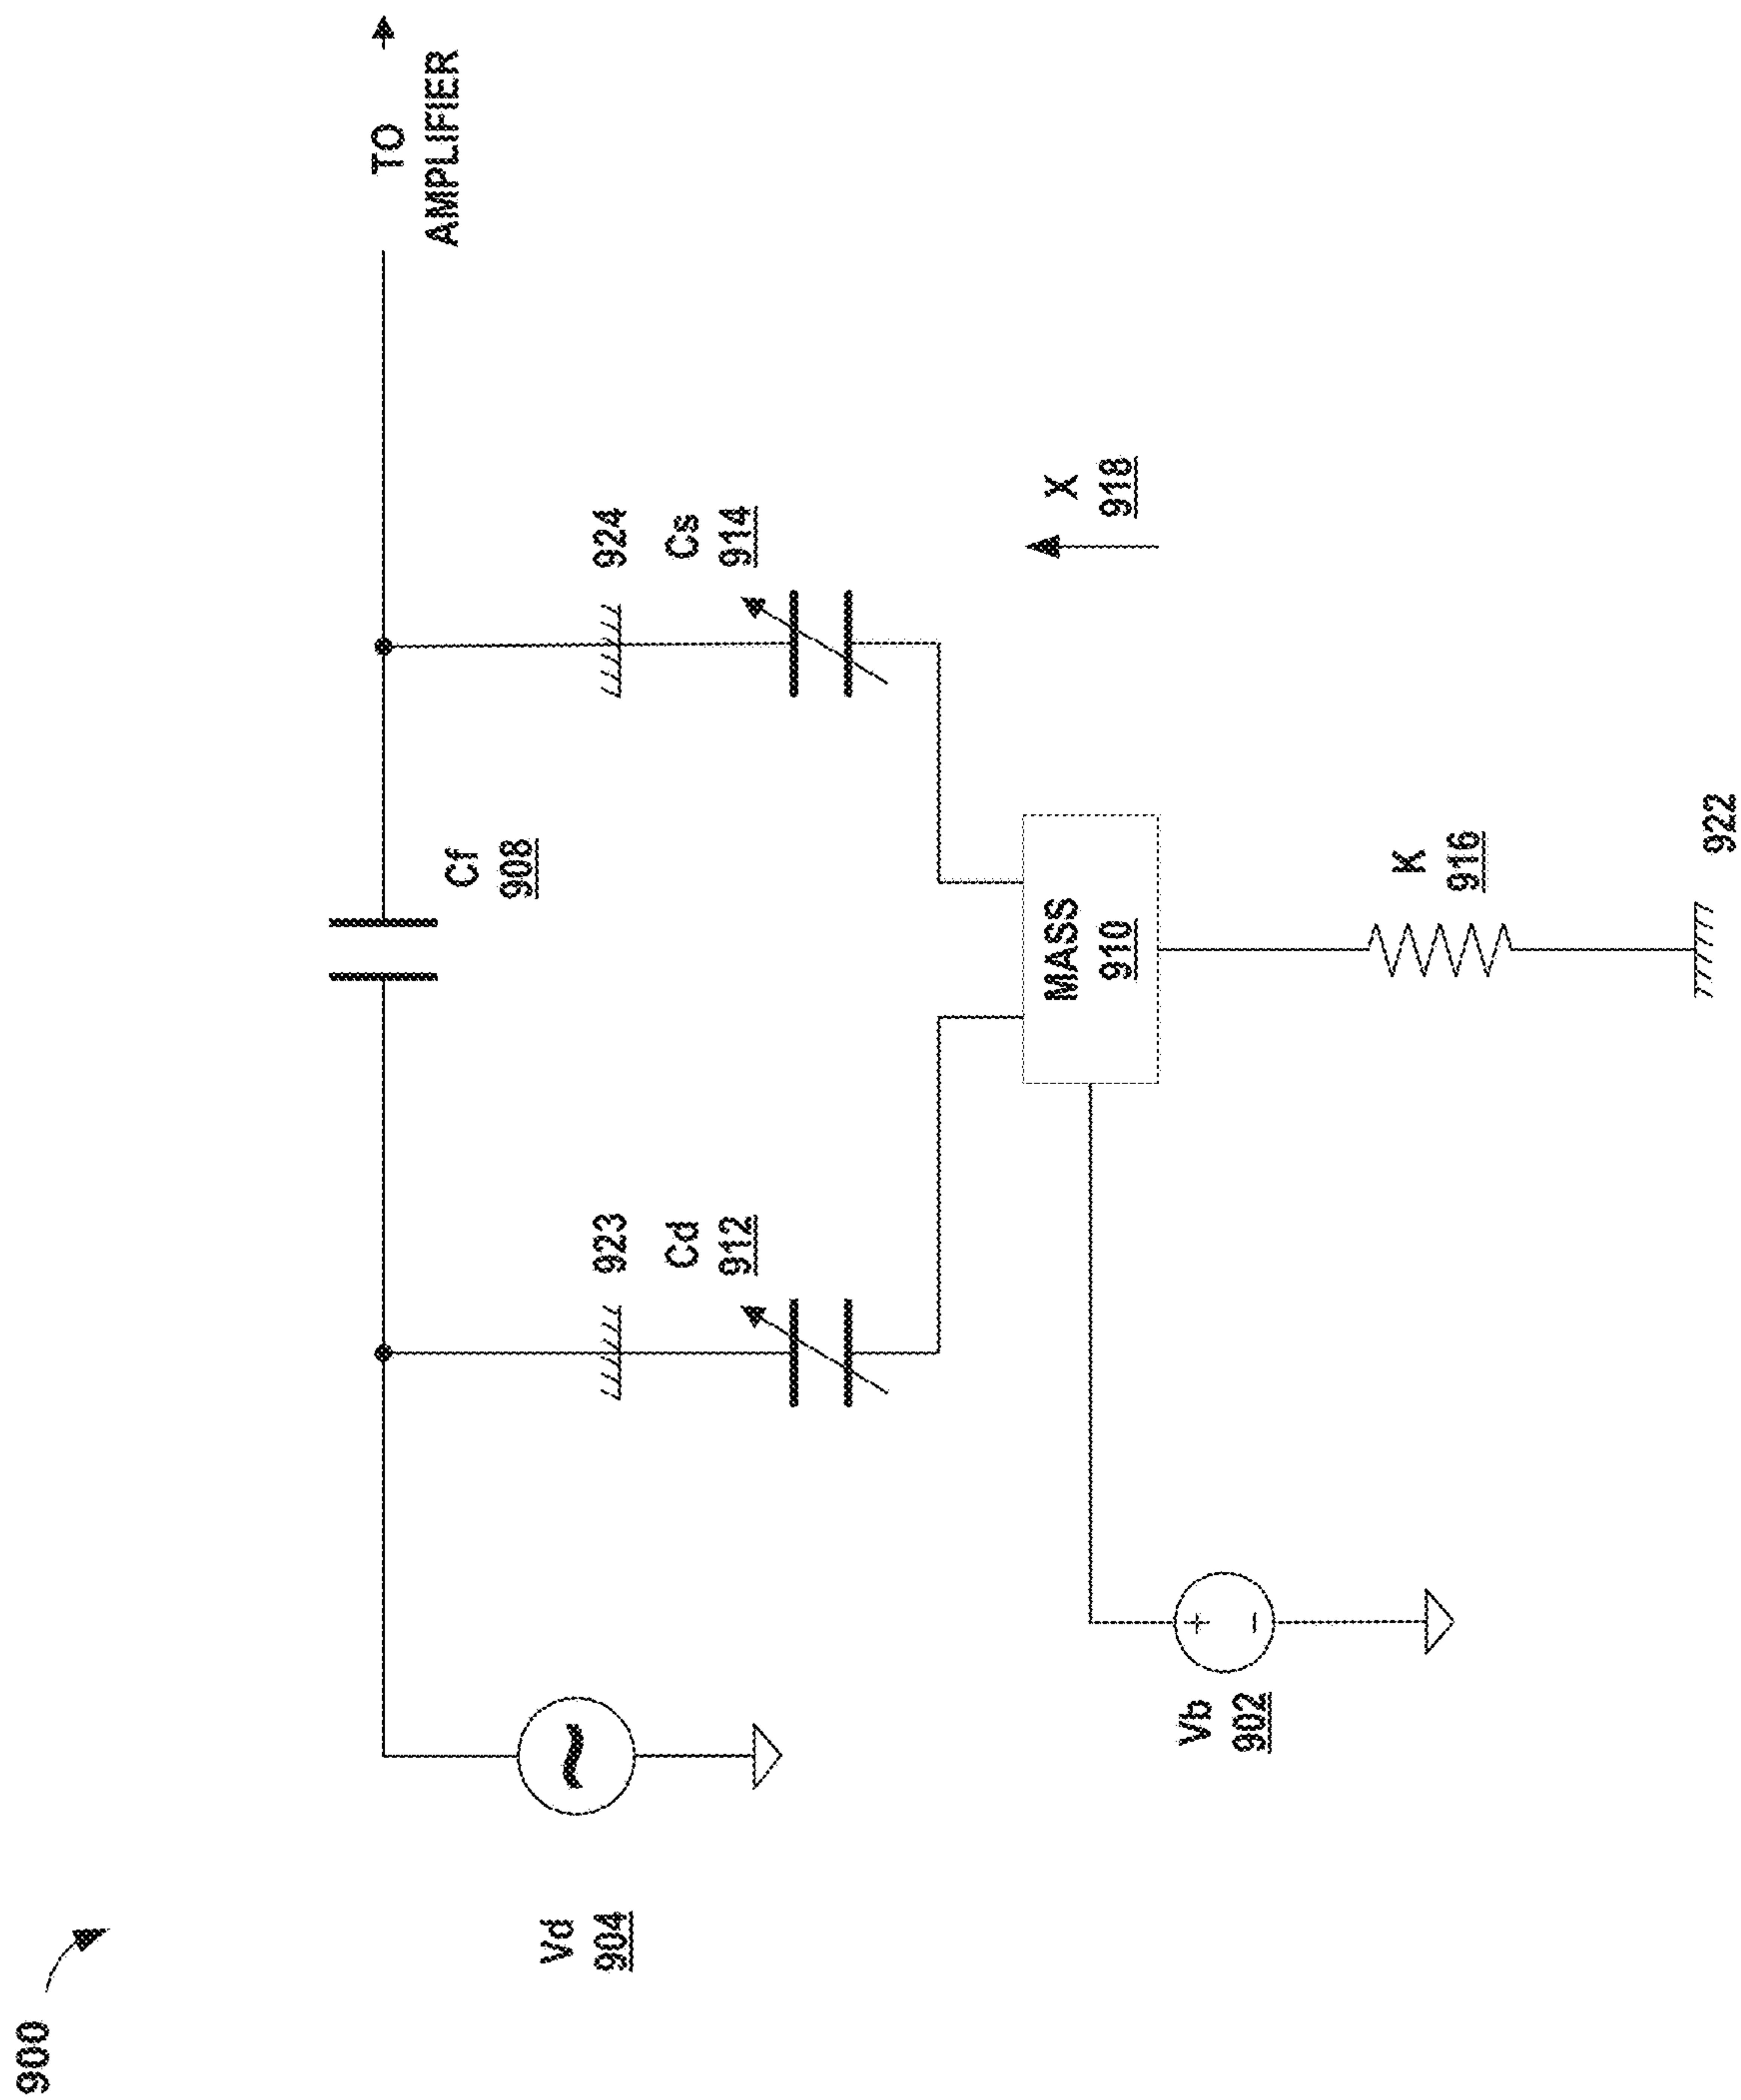 900
TO
AMPLIFIER
Cf
908
Vd
904
923
Cd
912
924
Cs
914
X
918
MASS
910
Vb
902
+
−
K
916
922